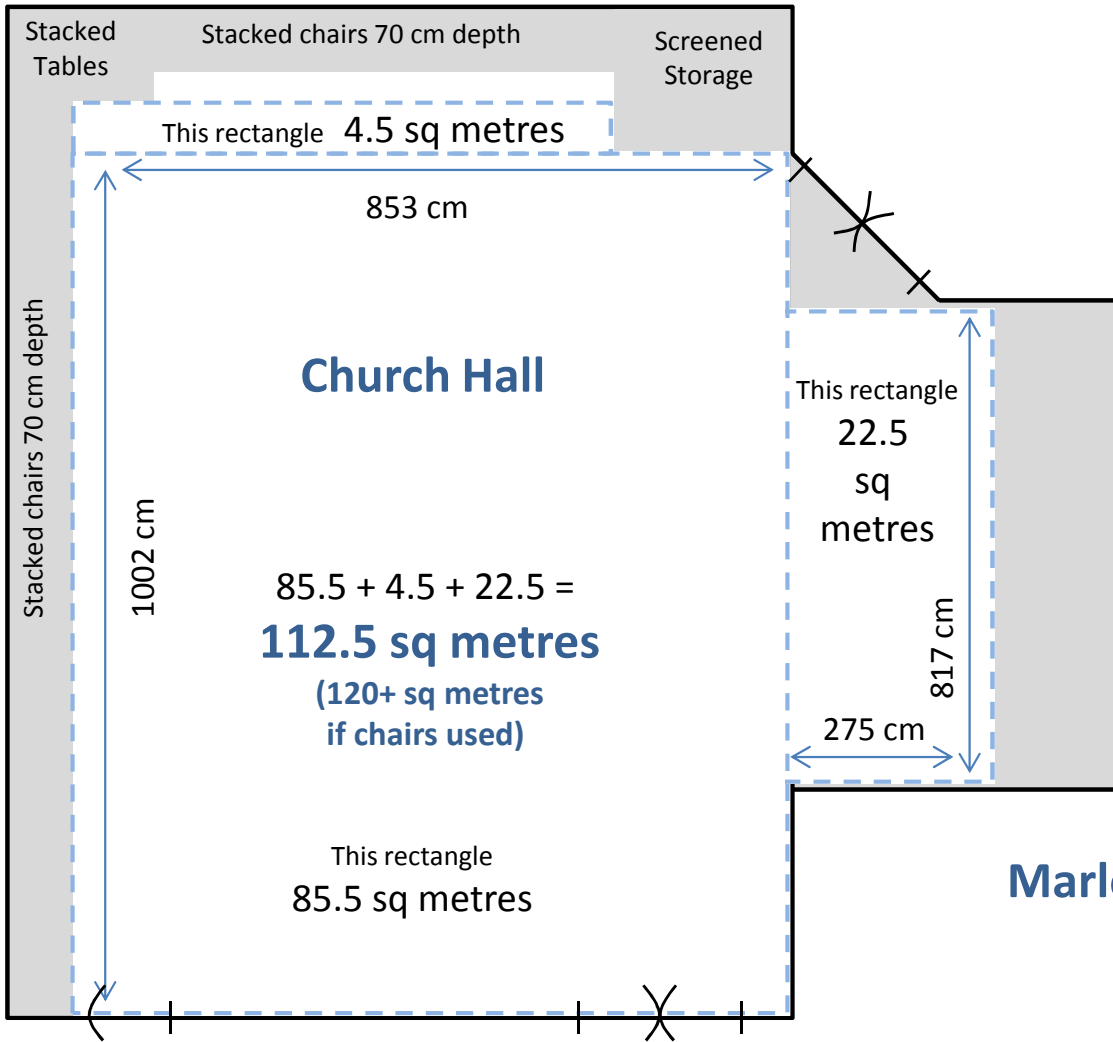 Stacked
Tables
Stacked chairs 70 cm depth
Screened
Storage
This rectangle 4.5 sq metres
853 cm
Stacked chairs 70 cm depth
1002 cm
Church Hall
This rectangle
22.5
sq
metres
817 cm
275 cm
85.5 + 4.5 + 22.5 =
112.5 sq metres
(120+ sq metres
if chairs used)
This rectangle
85.5 sq metres